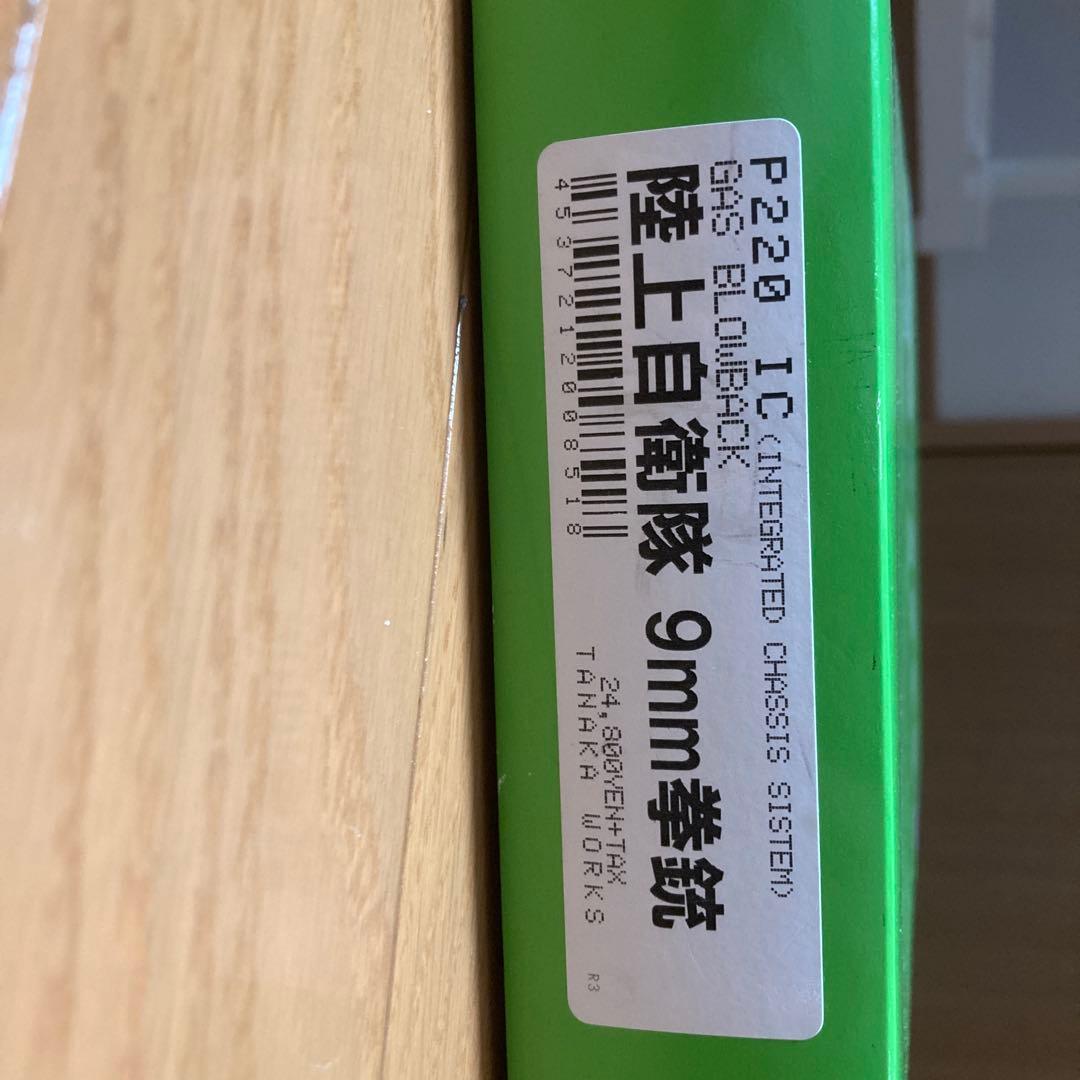 P220 IC(INTEGRATED CHASSIS SISTEM)
GAS BLOWBACK
陸上自衛隊 9mm拳銃
4537212008518
24,800YEN+TAX
TANAKA WORKS
R3